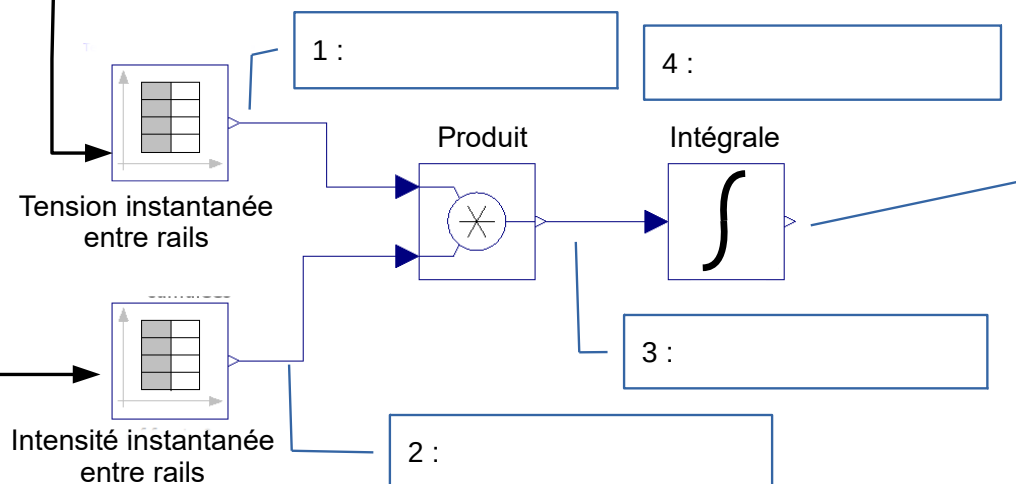 1 :
4 :
Produit
Intégrale
Tension instantanée
entre rails
3 :
Intensité instantanée
entre rails
2 :